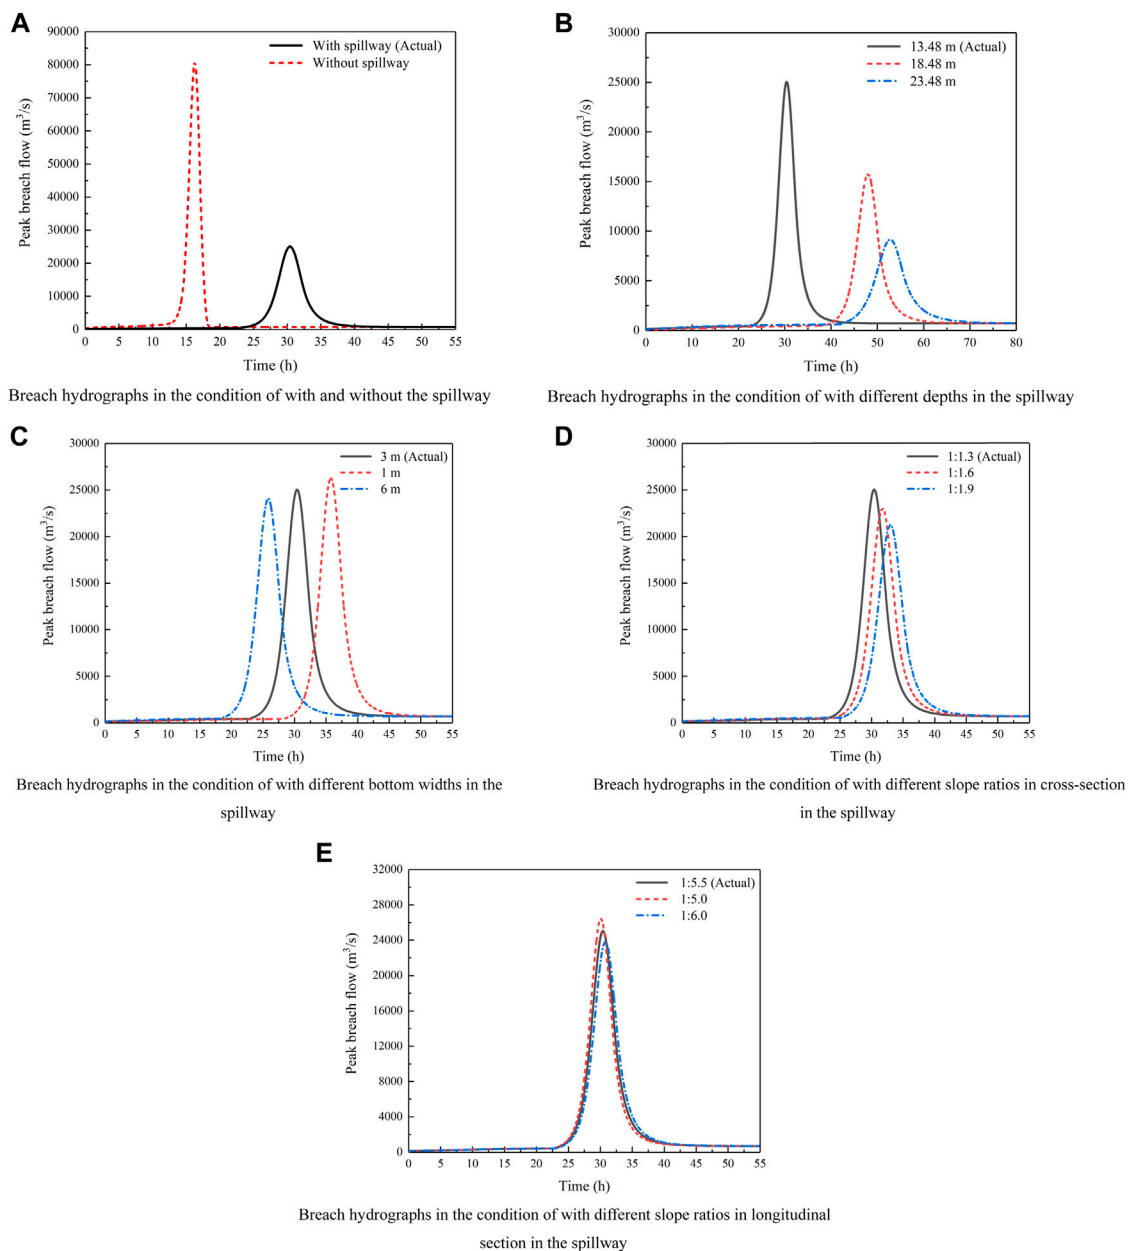 A
90000
80000
70000
60000
50000
40000
30000
20000
10000
0
Peak breach flow (m³/s)
With spillway (Actual)
Without spillway
0 5 10 15 20 25 30 35 40 45 50 55
Time (h)
Breach hydrographs in the condition of with and without the spillway
B
30000
25000
20000
15000
10000
5000
0
Peak breach flow (m³/s)
13.48 m (Actual)
18.48 m
23.48 m
0 10 20 30 40 50 60 70 80
Time (h)
Breach hydrographs in the condition of with different depths in the spillway
C
30000
25000
20000
15000
10000
5000
0
Peak breach flow (m³/s)
3 m (Actual)
1 m
6 m
0 5 10 15 20 25 30 35 40 45 50 55
Time (h)
Breach hydrographs in the condition of with different bottom widths in the
spillway
D
30000
25000
20000
15000
10000
5000
0
Peak breach flow (m³/s)
1:1.3 (Actual)
1:1.6
1:1.9
0 5 10 15 20 25 30 35 40 45 50 55
Time (h)
Breach hydrographs in the condition of with different slope ratios in cross-section
in the spillway
E
32000
28000
24000
20000
16000
12000
8000
4000
0
Peak breach flow (m³/s)
1:5.5 (Actual)
1:5.0
1:6.0
0 5 10 15 20 25 30 35 40 45 50 55
Time (h)
Breach hydrographs in the condition of with different slope ratios in longitudinal
section in the spillway